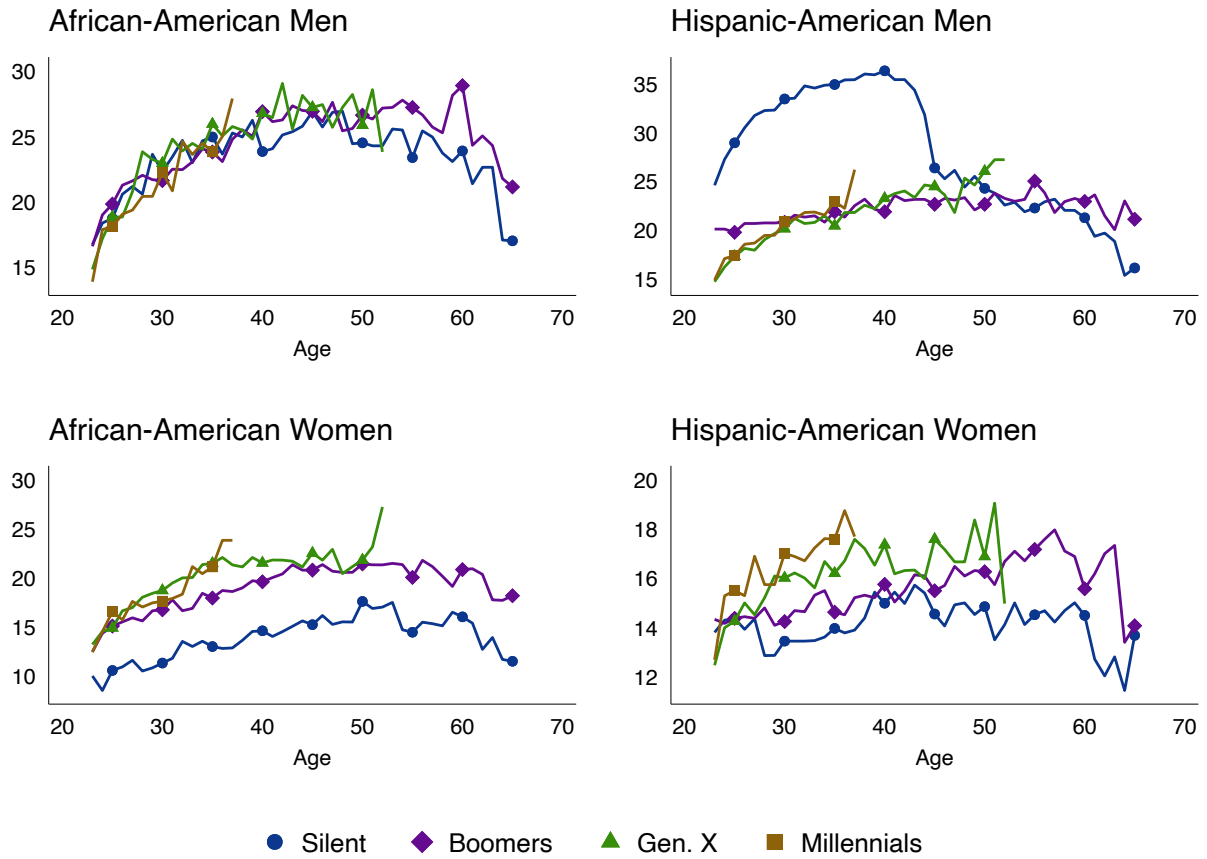 African-American Men
30
25
20
15
20 30 40 50 60 70
Age
Hispanic-American Men
35
30
25
20
15
20 30 40 50 60 70
Age
African-American Women
30
25
20
15
10
20 30 40 50 60 70
Age
Hispanic-American Women
20
18
16
14
12
20 30 40 50 60 70
Age
Silent Boomers Gen. X Millennials